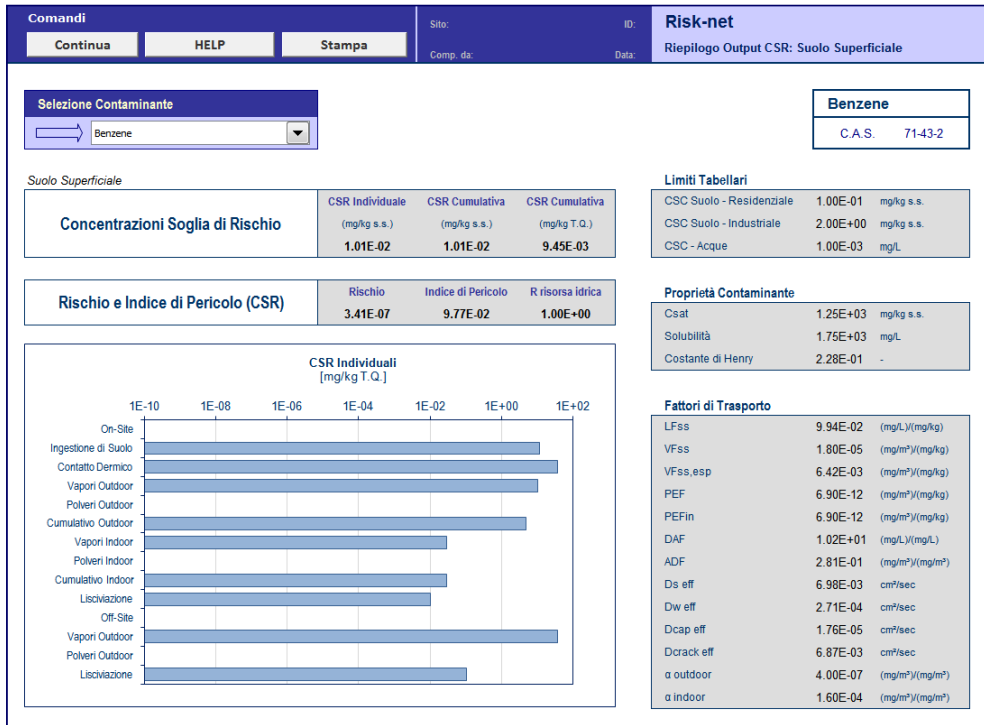 Comandi
Continua HELP Stampa
Sito: ID:
Comp. da: Data:
Risk-net
Riepilogo Output CSR: Suolo Superficiale
Selezione Contaminante
Benzene
Benzene
C.A.S. 71-43-2
Suolo Superficiale
Concentrazioni Soglia di Rischio
CSR Individuale CSR Cumulativa CSR Cumulativa
(mg/kg s.s.) (mg/kg s.s.) (mg/kg T.Q.)
1.01E-02 1.01E-02 9.45E-03
Rischio e Indice di Pericolo (CSR)
Rischio Indice di Pericolo R risorsa idrica
3.41E-07 9.77E-02 1.00E+00
CSR Individuali
[mg/kg T.Q.]
1E-10 1E-08 1E-06 1E-04 1E-02 1E+00 1E+02
On-Site
Ingestione di Suolo
Contatto Dermico
Vapori Outdoor
Polveri Outdoor
Cumulativo Outdoor
Vapori Indoor
Polveri Indoor
Cumulativo Indoor
Lisciviazione
Off-Site
Vapori Outdoor
Polveri Outdoor
Lisciviazione
Limiti Tabellari
CSC Suolo - Residenziale 1.00E-01 mg/kg s.s.
CSC Suolo - Industriale 2.00E+00 mg/kg s.s.
CSC - Acque 1.00E-03 mg/L
Proprietà Contaminante
Csat 1.25E+03 mg/kg s.s.
Solubilità 1.75E+03 mg/L
Costante di Henry 2.28E-01 -
Fattori di Trasporto
LFss 9.94E-02 (mg/L)/(mg/kg)
VFss 1.80E-05 (mg/m³)/(mg/kg)
VFss,esp 6.42E-03 (mg/m³)/(mg/kg)
PEF 6.90E-12 (mg/m³)/(mg/kg)
PEFin 6.90E-12 (mg/m³)/(mg/kg)
DAF 1.02E+01 (mg/L)/(mg/L)
ADF 2.81E-01 (mg/m³)/(mg/m³)
Ds eff 6.98E-03 cm²/sec
Dw eff 2.71E-04 cm²/sec
Dcap eff 1.76E-05 cm²/sec
Dcrack eff 6.87E-03 cm²/sec
α outdoor 4.00E-07 (mg/m³)/(mg/m³)
α indoor 1.60E-04 (mg/m³)/(mg/m³)